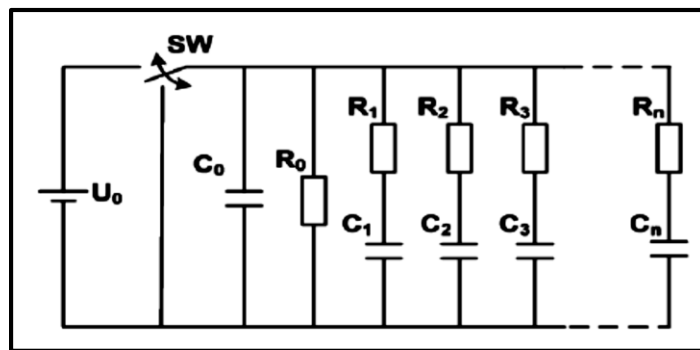 SW
R₁ R₂ R₃ Rₙ
C₀ R₀
U₀
C₁ C₂ C₃ Cₙ